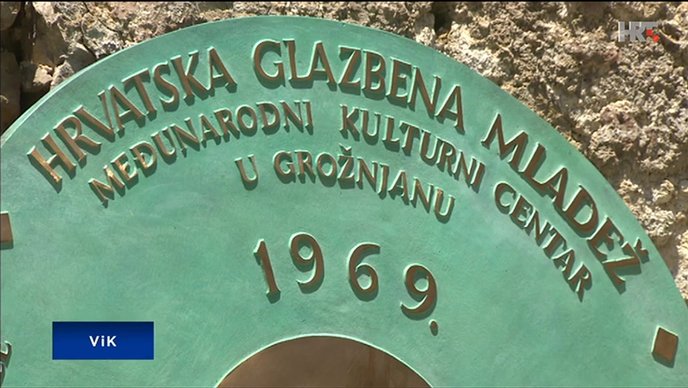 HRT
HRVATSKA GLAZBENA MLADEŽ
MEĐUNARODNI KULTURNI CENTAR
U GROŽNJANU
1969.
ViK